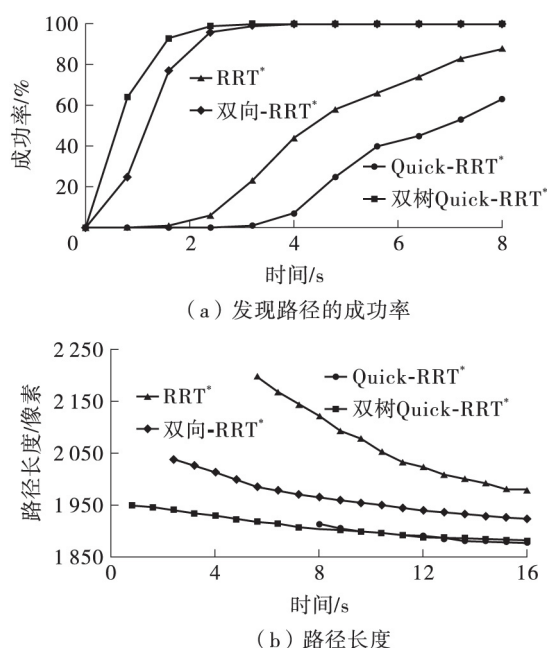 100
80
60
40
20
0
2
4
6
8
成功率/%
RRT*
双向-RRT*
Quick-RRT*
双树Quick-RRT*
时间/s
（a）发现路径的成功率
2 250
2 150
2 050
1 950
1 850
0
4
8
12
16
路径长度/像素
RRT*
双向-RRT*
Quick-RRT*
双树Quick-RRT*
时间/s
（b）路径长度